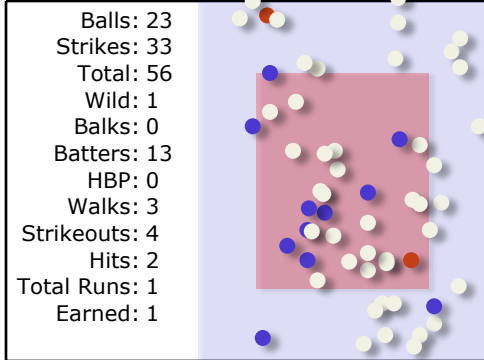 Balls: 23
Strikes: 33
Total: 56
Wild: 1
Balks: 0
Batters: 13
HBP: 0
Walks: 3
Strikeouts: 4
Hits: 2
Total Runs: 1
Earned: 1